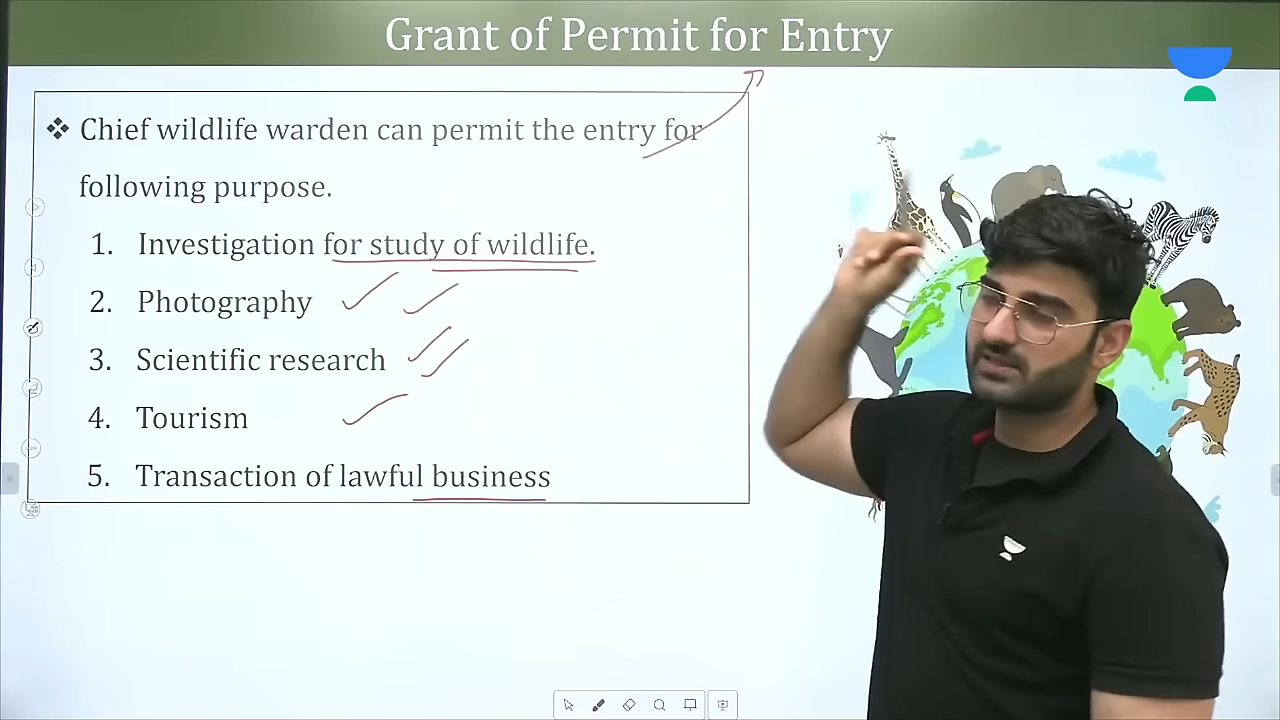 Grant of Permit for Entry
❖ Chief wildlife warden can permit the entry for
following purpose.
1. Investigation for study of wildlife.
2. Photography
3. Scientific research
4. Tourism
5. Transaction of lawful business